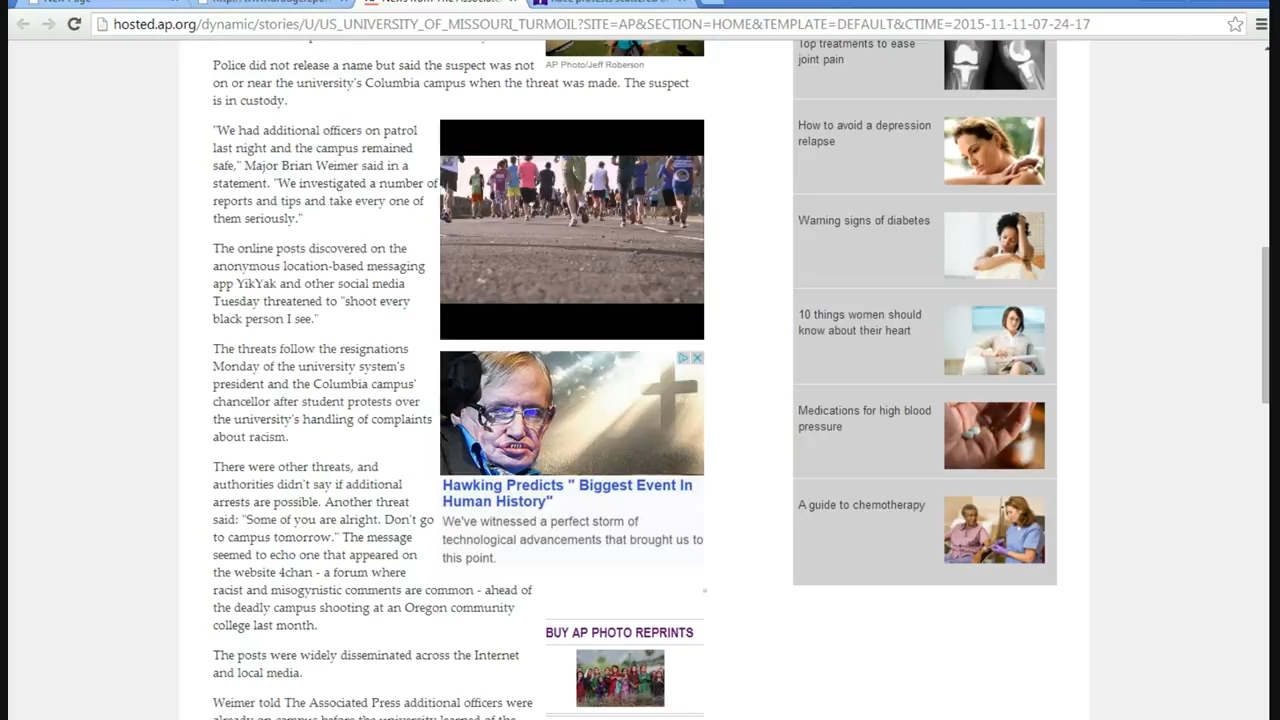 hosted.ap.org/dynamic/stories/U/US_UNIVERSITY_OF_MISSOURI_TURMOIL?SITE=AP&SECTION=HOME&TEMPLATE=DEFAULT&CTIME=2015-11-11-07-24-17
Police did not release a name but said the suspect was not
on or near the university's Columbia campus when the threat was made. The suspect
is in custody.
AP Photo/Jeff Roberson
"We had additional officers on patrol
last night and the campus remained
safe," Major Brian Weimer said in a
statement. "We investigated a number of
reports and tips and take every one of
them seriously."
The online posts discovered on the
anonymous location-based messaging
app YikYak and other social media
Tuesday threatened to "shoot every
black person I see."
The threats follow the resignations
Monday of the university system's
president and the Columbia campus'
chancellor after student protests over
the university's handling of complaints
about racism.
There were other threats, and
authorities didn't say if additional
arrests are possible. Another threat
said: "Some of you are alright. Don't go
to campus tomorrow." The message
seemed to echo one that appeared on
the website 4chan - a forum where
racist and misogynistic comments are common - ahead of
the deadly campus shooting at an Oregon community
college last month.
The posts were widely disseminated across the Internet
and local media.
Weimer told The Associated Press additional officers were
already on campus before the university learned of the
Hawking Predicts " Biggest Event In
Human History"
We've witnessed a perfect storm of
technological advancements that brought us to
this point.
BUY AP PHOTO REPRINTS
Top treatments to ease
joint pain
How to avoid a depression
relapse
Warning signs of diabetes
10 things women should
know about their heart
Medications for high blood
pressure
A guide to chemotherapy